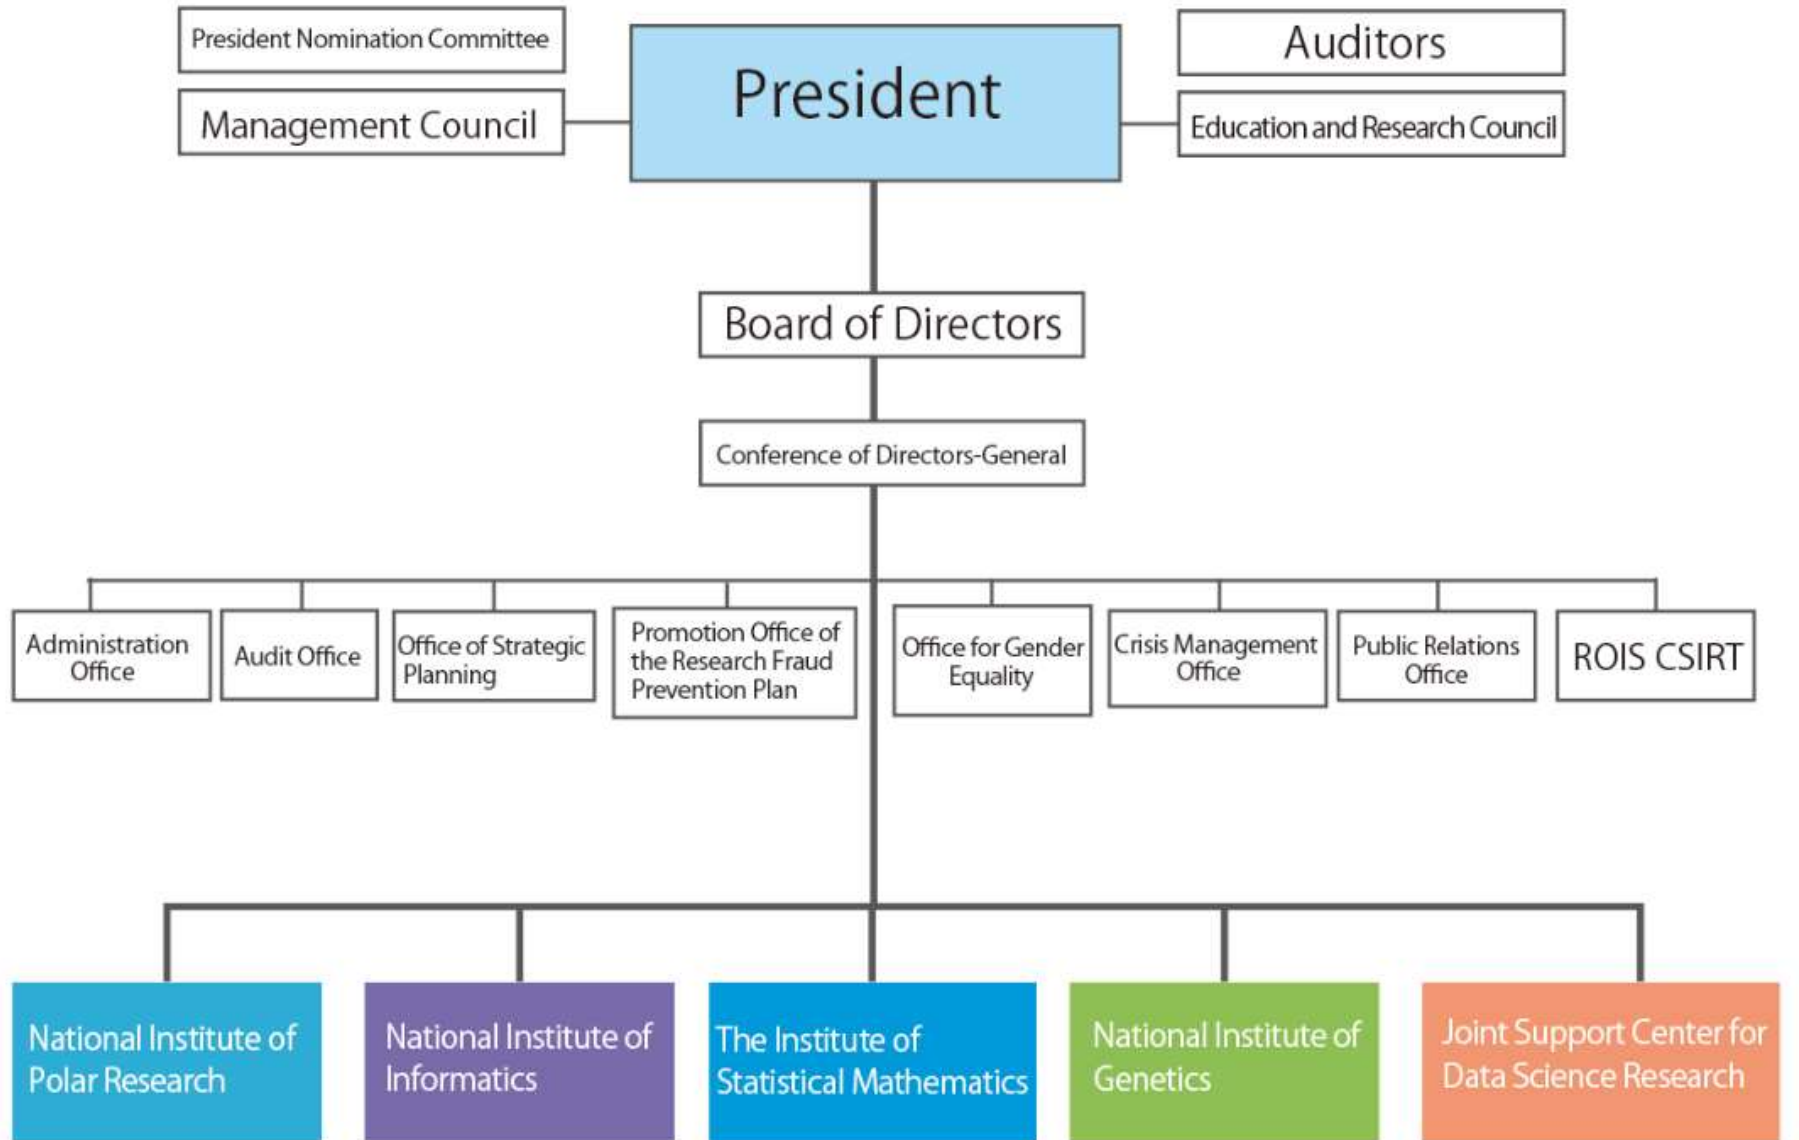 President Nomination Committee
Management Council
President
Auditors
Education and Research Council
Board of Directors
Conference of Directors-General
Administration
Office
Audit Office
Office of Strategic
Planning
Promotion Office of
the Research Fraud
Prevention Plan
Office for Gender
Equality
Crisis Management
Office
Public Relations
Office
ROIS CSIRT
National Institute of
Polar Research
National Institute of
Informatics
The Institute of
Statistical Mathematics
National Institute of
Genetics
Joint Support Center for
Data Science Research